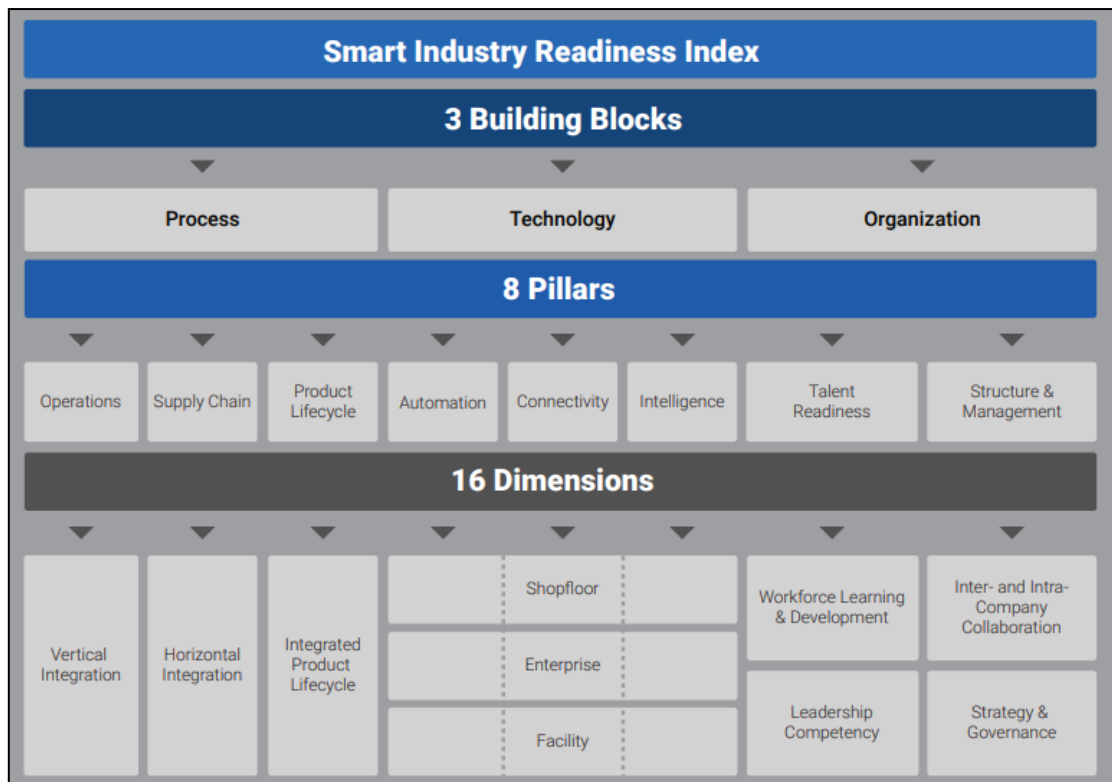 Smart Industry Readiness Index
3 Building Blocks
Process
Technology
Organization
8 Pillars
Operations
Supply Chain
Product
Lifecycle
Automation
Connectivity
Intelligence
Talent
Readiness
Structure &
Management
16 Dimensions
Vertical
Integration
Horizontal
Integration
Integrated
Product
Lifecycle
Shopfloor
Enterprise
Facility
Workforce Learning
& Development
Leadership
Competency
Inter- and Intra-
Company
Collaboration
Strategy &
Governance